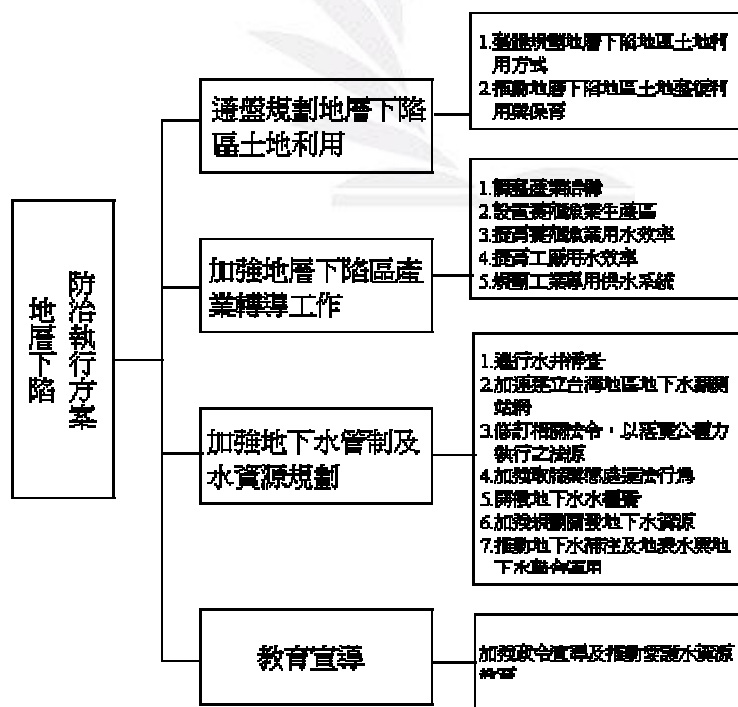 地層下陷
防治執行方案
通盤規劃地層下陷
區土地利用
1.整體規劃地層下陷地區土地利
用方式
2.推動地層下陷地區土地整復利
用與保育
加強地層下陷區產
業轉導工作
1.調整產業結構
2.設置養殖漁業生產區
3.提高養殖漁業用水效率
4.提高工廠用水效率
5.規劃工業專用供水系統
加強地下水管制及
水資源規劃
1.進行水井清查
2.加速建立台灣地區地下水觀測
站網
3.修訂相關法令,以落實公權力
執行之法源
4.加強取締與懲處違法行為
5.開徵地下水水權費
6.加強規劃開發地下水資源
7.推動地下水補注及地表水與地
下水聯合運用
教育宣導
加強政令宣導及推動愛護水資源
教育